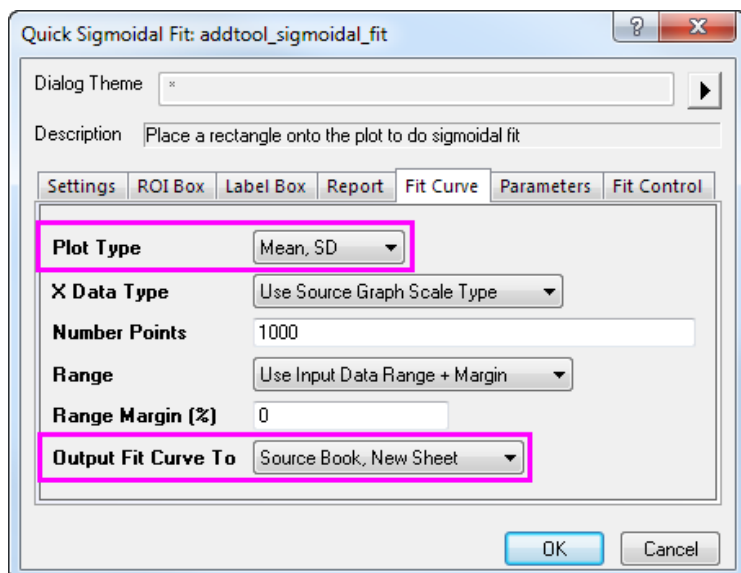 Quick Sigmoidal Fit: addtool_sigmoidal_fit
Dialog Theme *
Description Place a rectangle onto the plot to do sigmoidal fit
Settings ROI Box Label Box Report Fit Curve Parameters Fit Control
Plot Type Mean, SD
X Data Type Use Source Graph Scale Type
Number Points 1000
Range Use Input Data Range + Margin
Range Margin (%) 0
Output Fit Curve To Source Book, New Sheet
OK Cancel